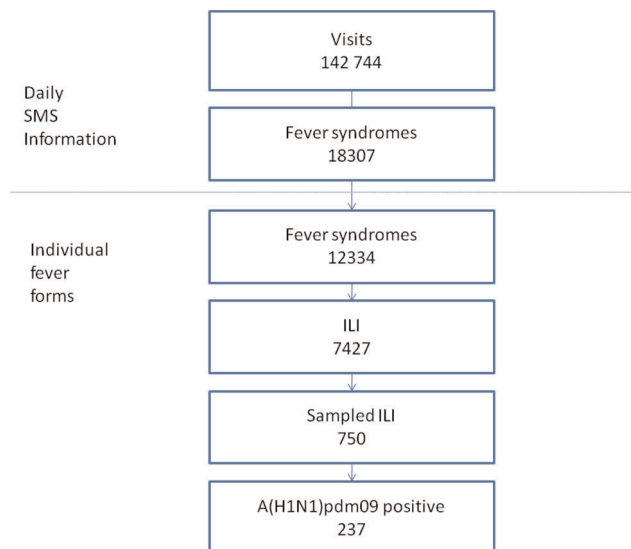 Visits
142 744
Daily
SMS
Information
Fever syndromes
18307
Fever syndromes
12334
Individual
fever
forms
ILI
7427
Sampled ILI
750
A(H1N1)pdm09 positive
237